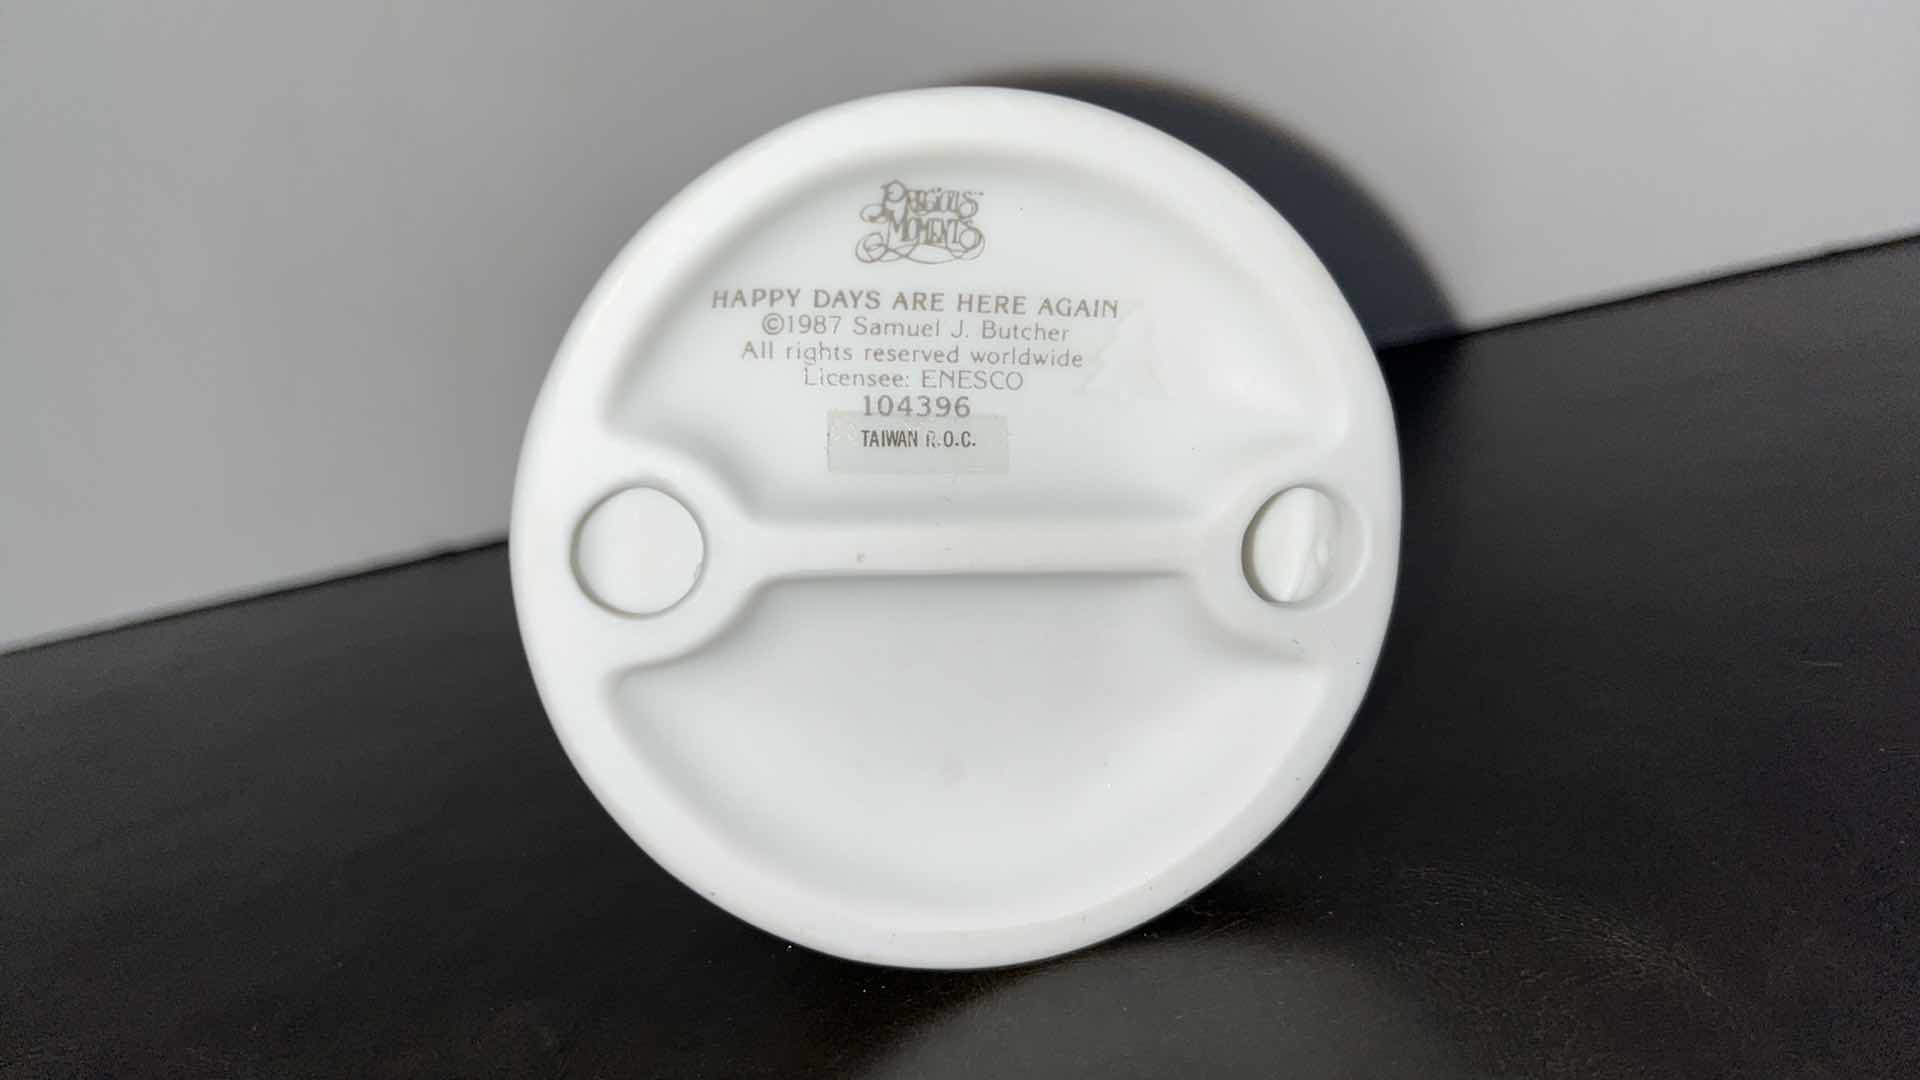 PRECIOUS
MOMENTS
HAPPY DAYS ARE HERE AGAIN
©1987 Samuel J. Butcher
All rights reserved worldwide
Licensee: ENESCO
104396
TAIWAN R.O.C.